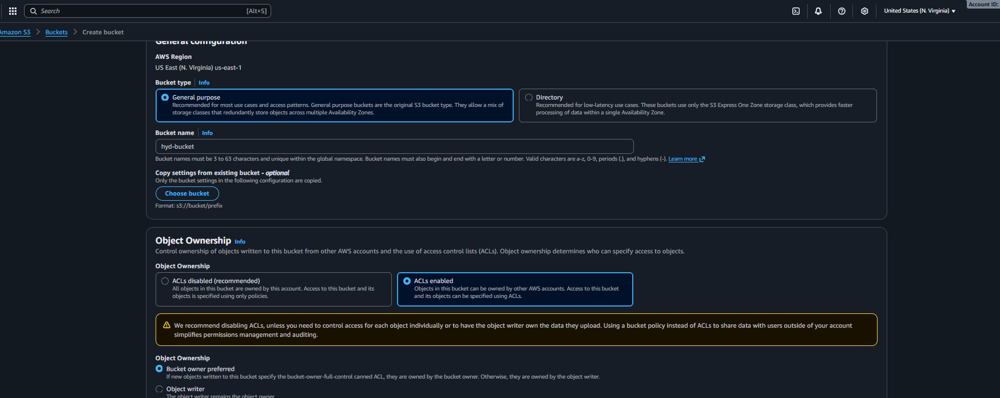 Search [Alt+S]
United States (N. Virginia)
Account ID:
Amazon S3 Buckets Create bucket
General configuration
AWS Region
US East (N. Virginia) us-east-1
Bucket type Info
General purpose
Recommended for most use cases and access patterns. General purpose buckets are the original S3 bucket type. They allow a mix of
storage classes that redundantly store objects across multiple Availability Zones.
Directory
Recommended for low-latency use cases. These buckets use only the S3 Express One Zone storage class, which provides faster
processing of data within a single Availability Zone.
Bucket name Info
hyd-bucket
Bucket names must be 3 to 63 characters and unique within the global namespace. Bucket names must also begin and end with a letter or number. Valid characters are a-z, 0-9, periods (.), and hyphens (-). Learn more
Copy settings from existing bucket - optional
Only the bucket settings in the following configuration are copied.
Choose bucket
Format: s3://bucket/prefix
Object Ownership Info
Control ownership of objects written to this bucket from other AWS accounts and the use of access control lists (ACLs). Object ownership determines who can specify access to objects.
Object Ownership
ACLs disabled (recommended)
All objects in this bucket are owned by this account. Access to this bucket and its
objects is specified using only policies.
ACLs enabled
Objects in this bucket can be owned by other AWS accounts. Access to this bucket
and its objects can be specified using ACLs.
We recommend disabling ACLs, unless you need to control access for each object individually or to have the object writer own the data they upload. Using a bucket policy instead of ACLs to share data with users outside of your account
simplifies permissions management and auditing.
Object Ownership
Bucket owner preferred
If new objects written to this bucket specify the bucket-owner-full-control canned ACL, they are owned by the bucket owner. Otherwise, they are owned by the object writer.
Object writer
The object writer remains the object owner.